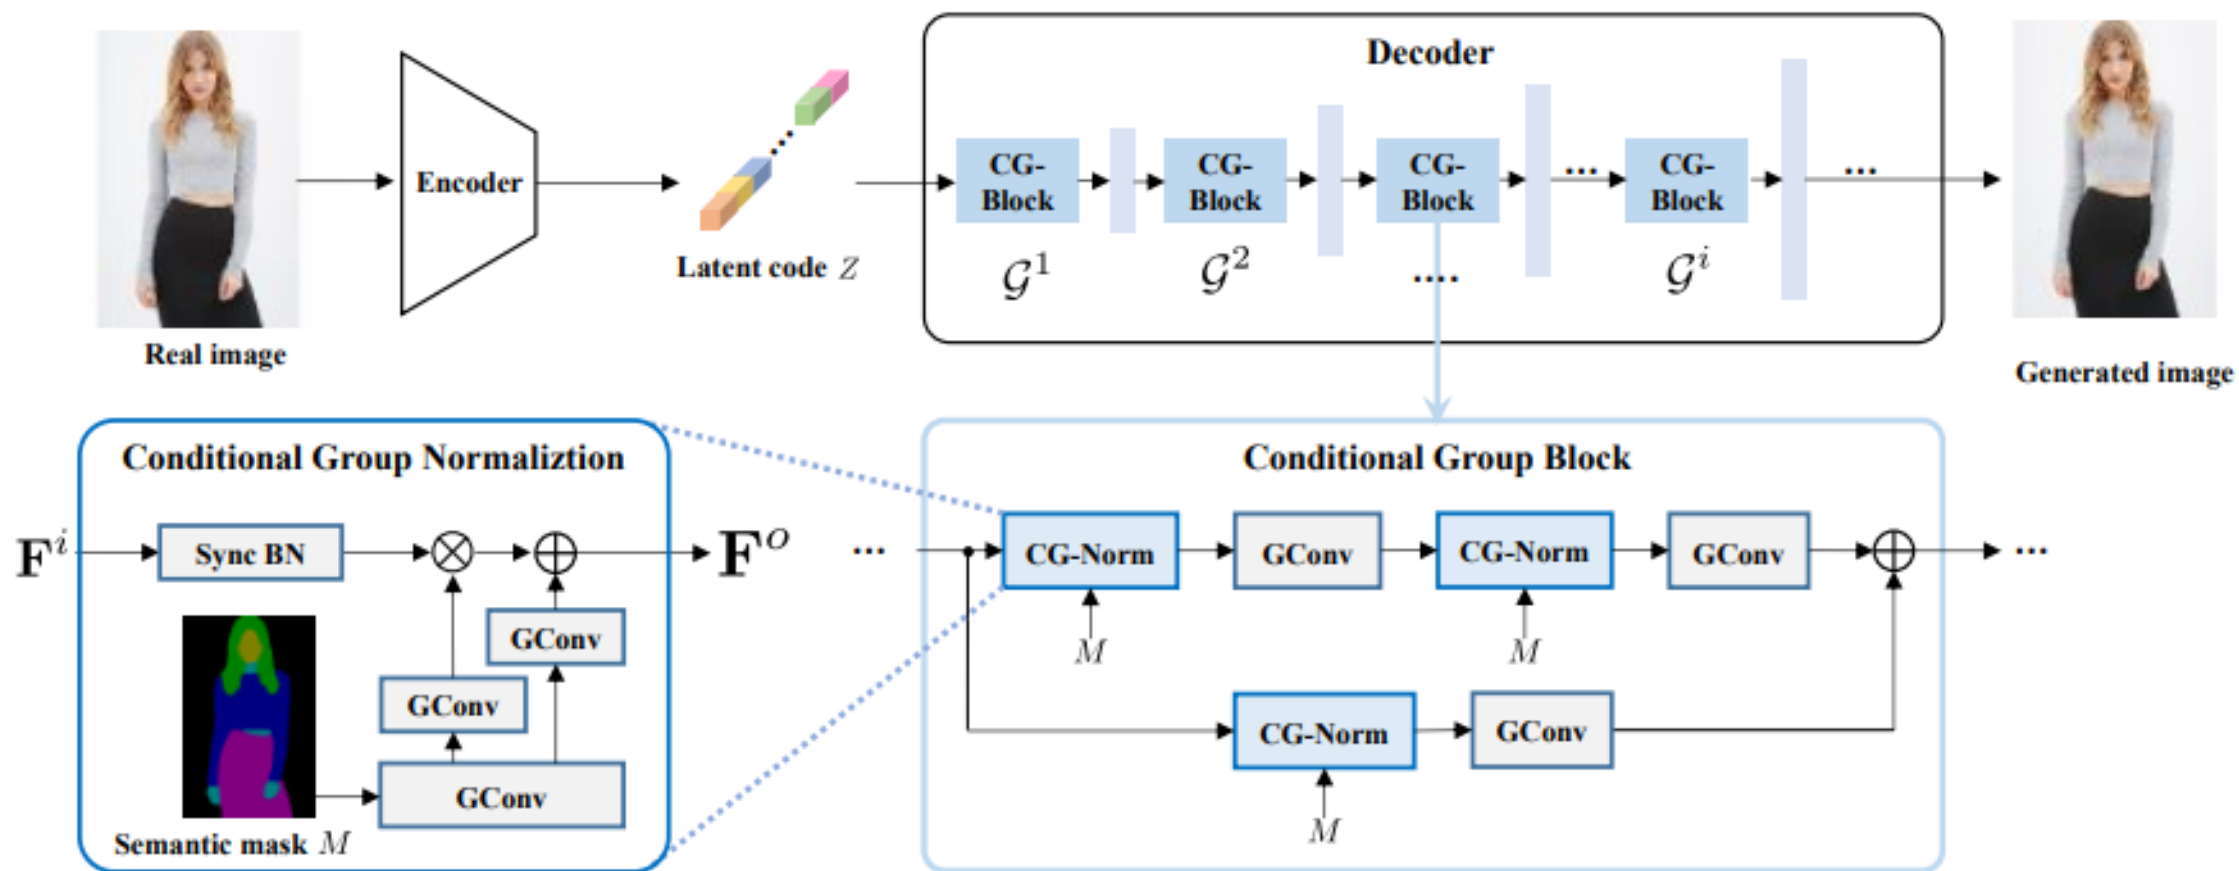 Decoder
Encoder
CG-
Block
CG-
Block
CG-
Block
...
CG-
Block
...
Latent code Z
𝒢¹
𝒢²
....
𝒢ⁱ
Real image
Generated image
Conditional Group Normaliztion
Fⁱ
Sync BN
⊗
⊕
Fᵒ
GConv
GConv
GConv
Semantic mask M
Conditional Group Block
...
CG-Norm
GConv
CG-Norm
GConv
⊕
...
M
M
CG-Norm
GConv
M